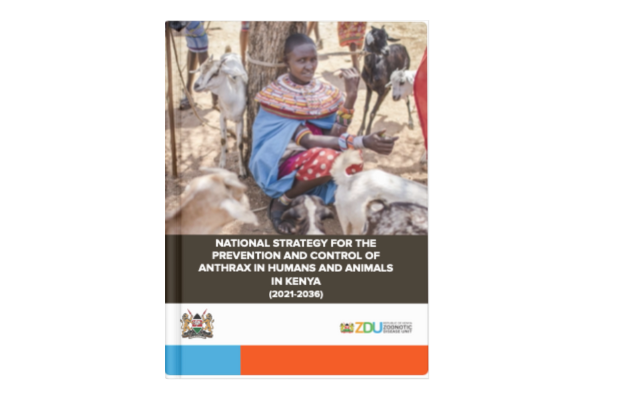 NATIONAL STRATEGY FOR THE
PREVENTION AND CONTROL OF
ANTHRAX IN HUMANS AND ANIMALS
IN KENYA
(2021-2036)
ZDU
ZOONOTIC
DISEASE UNIT